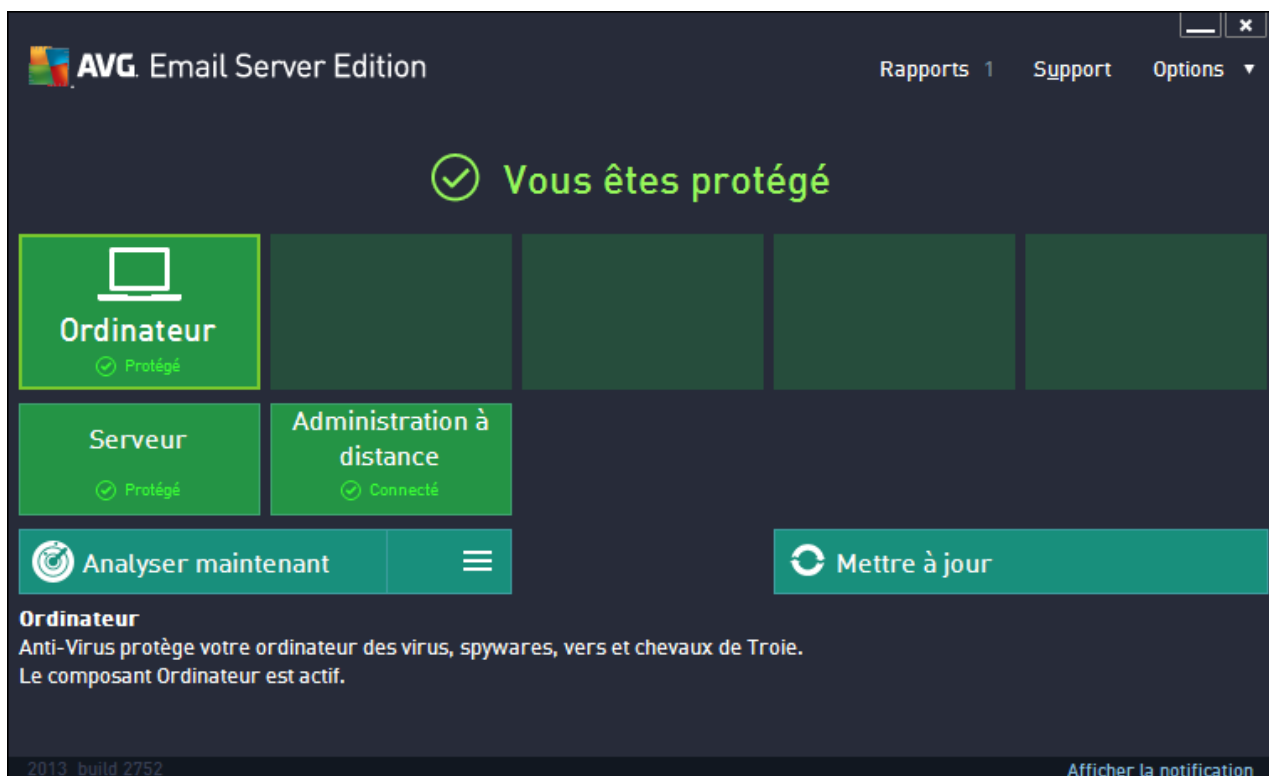 AVG. Email Server Edition
Rapports 1 Support Options
Vous êtes protégé
Ordinateur
Protégé
Serveur
Protégé
Administration à
distance
Connecté
Analyser maintenant
Mettre à jour
Ordinateur
Anti-Virus protège votre ordinateur des virus, spywares, vers et chevaux de Troie.
Le composant Ordinateur est actif.
2013 build 2752
Afficher la notification